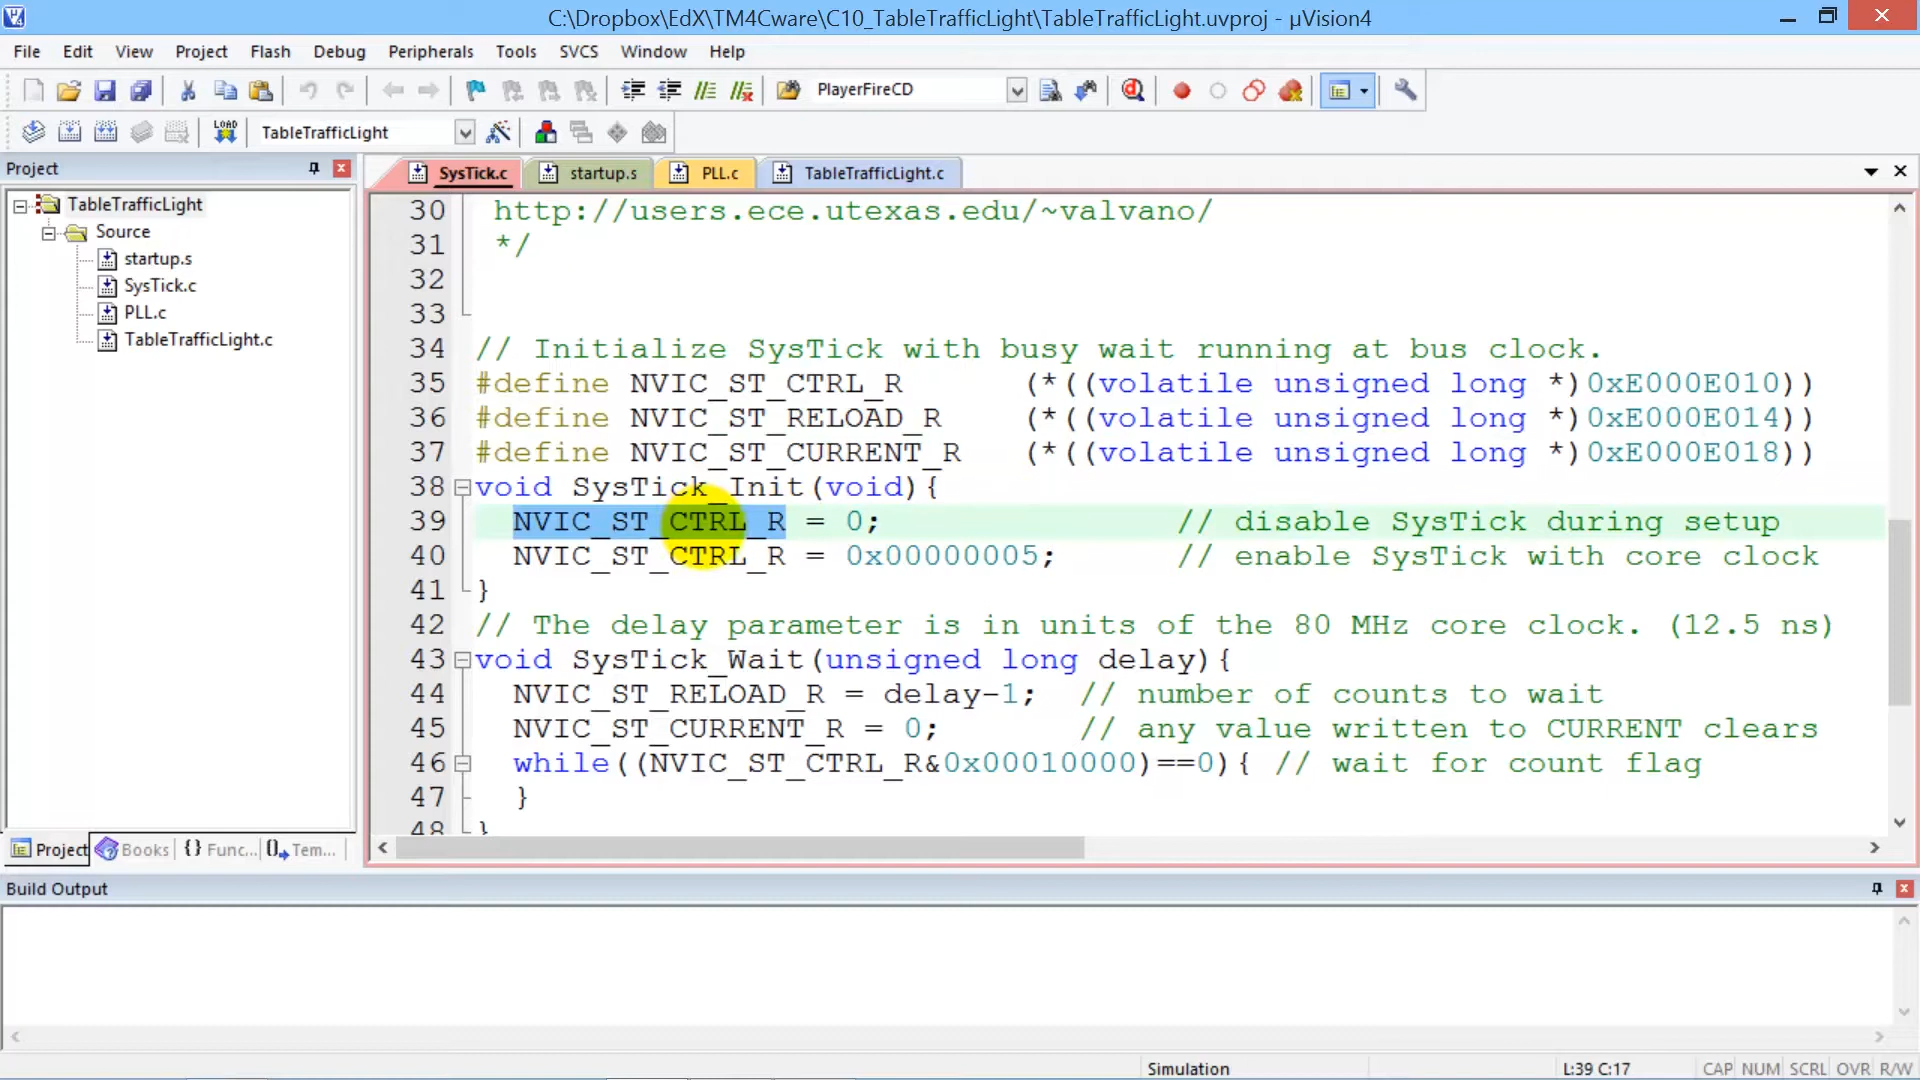 C:\Dropbox\EdX\TM4Cware\C10_TableTrafficLight\TableTrafficLight.uvproj - µVision4
File Edit View Project Flash Debug Peripherals Tools SVCS Window Help
PlayerFireCD
LOAD TableTrafficLight
Project
SysTick.c startup.s PLL.c TableTrafficLight.c
TableTrafficLight
Source
startup.s
SysTick.c
PLL.c
TableTrafficLight.c
30 http://users.ece.utexas.edu/~valvano/
31 */
32
33
34 // Initialize SysTick with busy wait running at bus clock.
35 #define NVIC_ST_CTRL_R (*((volatile unsigned long *)0xE000E010))
36 #define NVIC_ST_RELOAD_R (*((volatile unsigned long *)0xE000E014))
37 #define NVIC_ST_CURRENT_R (*((volatile unsigned long *)0xE000E018))
38 void SysTick_Init(void){
39 NVIC_ST_CTRL_R = 0; // disable SysTick during setup
40 NVIC_ST_CTRL_R = 0x00000005; // enable SysTick with core clock
41 }
42 // The delay parameter is in units of the 80 MHz core clock. (12.5 ns)
43 void SysTick_Wait(unsigned long delay){
44 NVIC_ST_RELOAD_R = delay-1; // number of counts to wait
45 NVIC_ST_CURRENT_R = 0; // any value written to CURRENT clears
46 while((NVIC_ST_CTRL_R&0x00010000)==0){ // wait for count flag
47 }
48 }
Project Books {} Func... Tem...
Build Output
Simulation L:39 C:17 CAP NUM SCRL OVR R/W